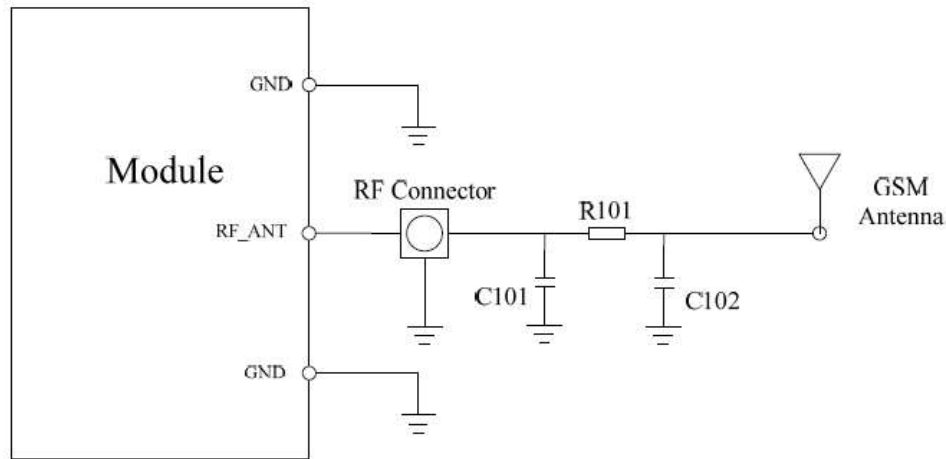 GND
Module
RF Connector
R101
GSM
Antenna
RF_ANT
C101
C102
GND